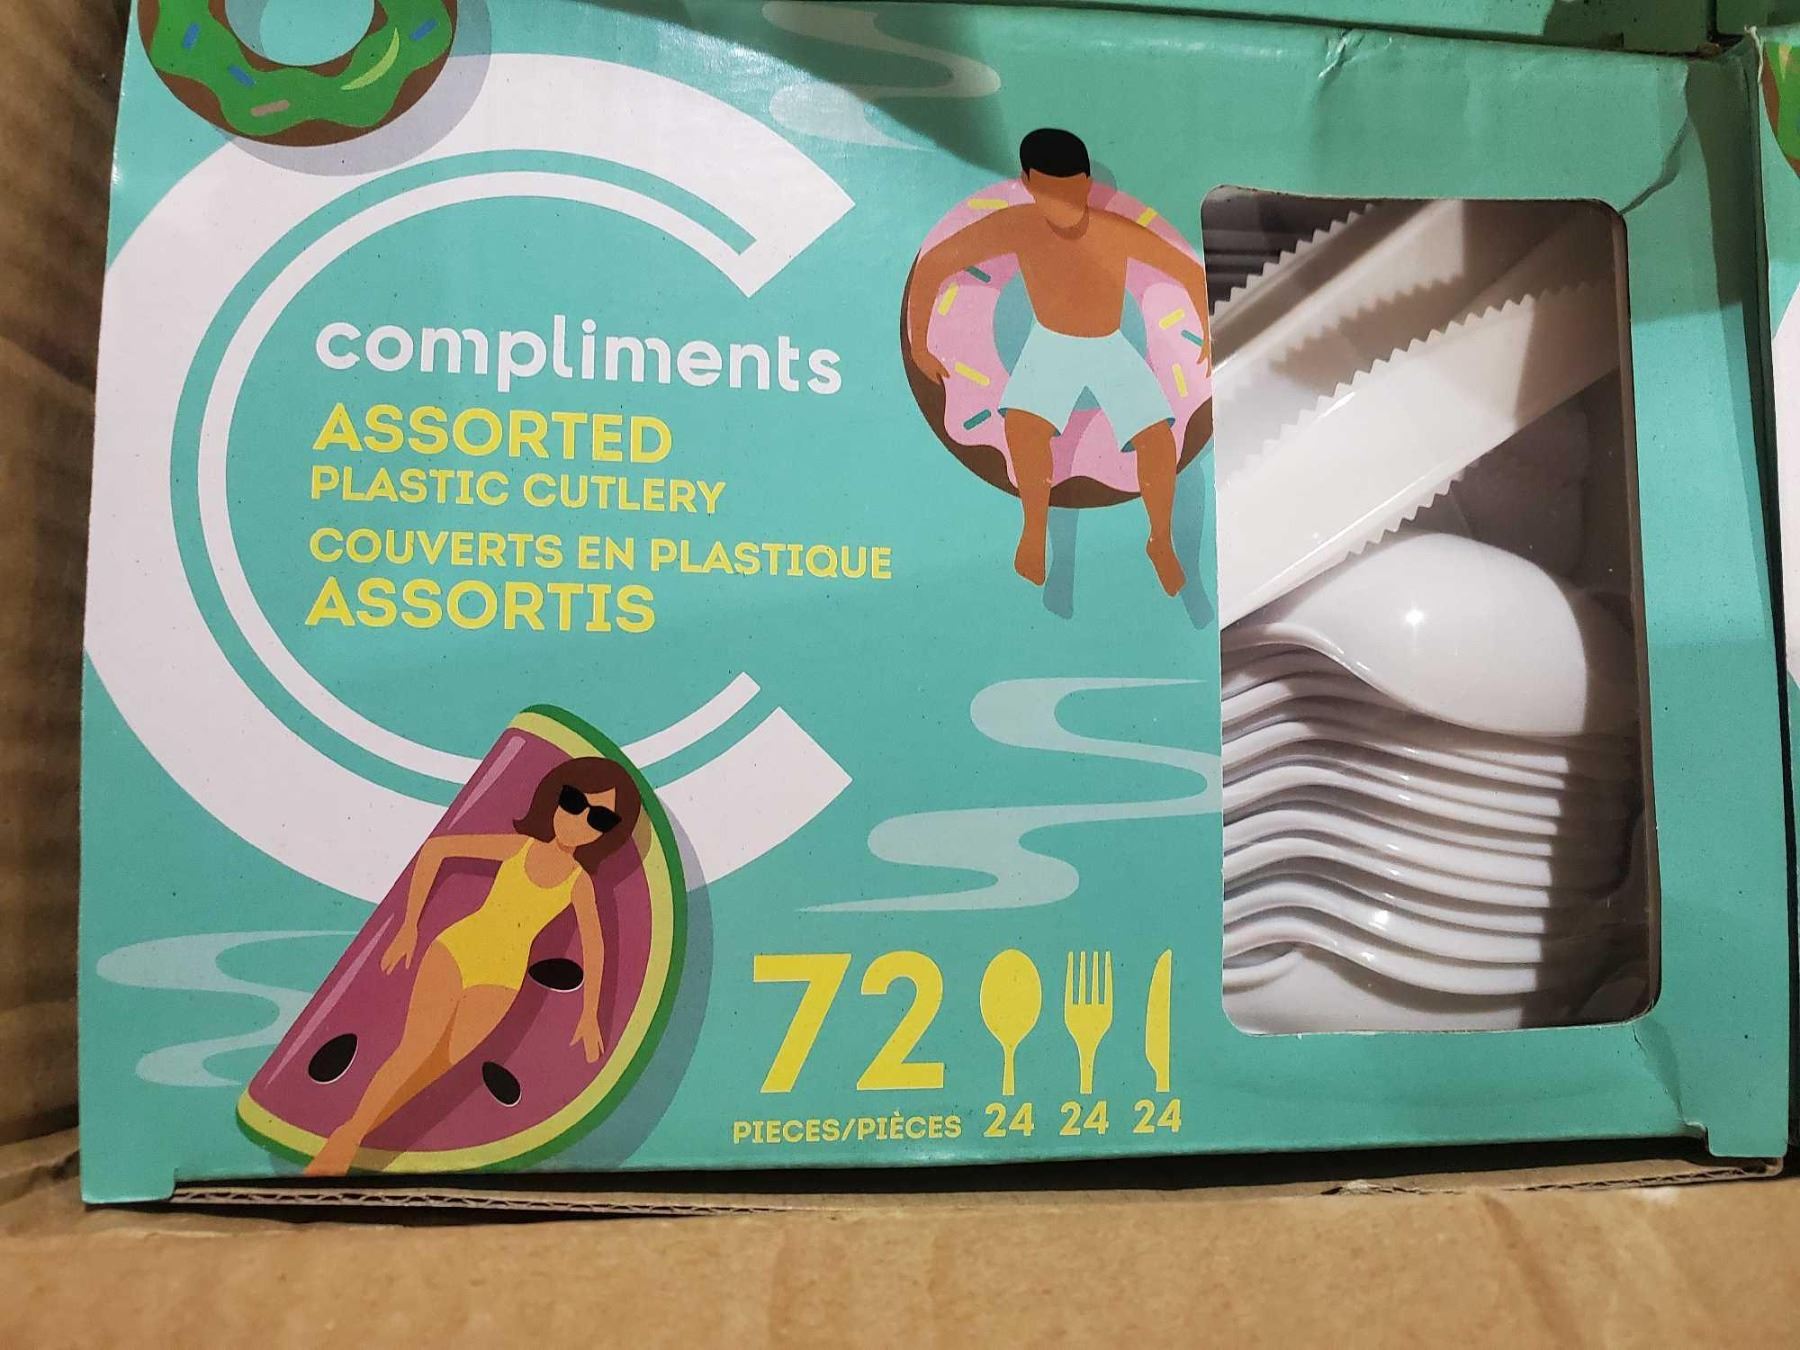 compliments
ASSORTED
PLASTIC CUTLERY
COUVERTS EN PLASTIQUE
ASSORTIS
72
PIECES/PIÈCES 24 24 24